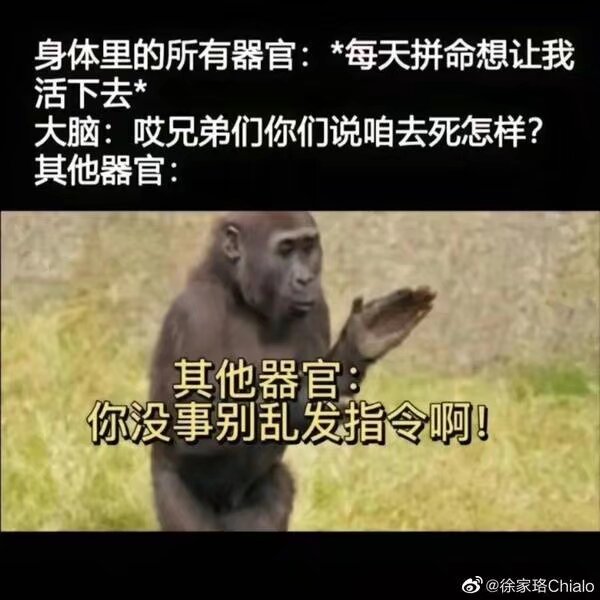 身体里的所有器官：*每天拼命想让我
活下去*
大脑：哎兄弟们你们说咱去死怎样？
其他器官：
其他器官：
你没事别乱发指令啊！
@徐家珞Chialo